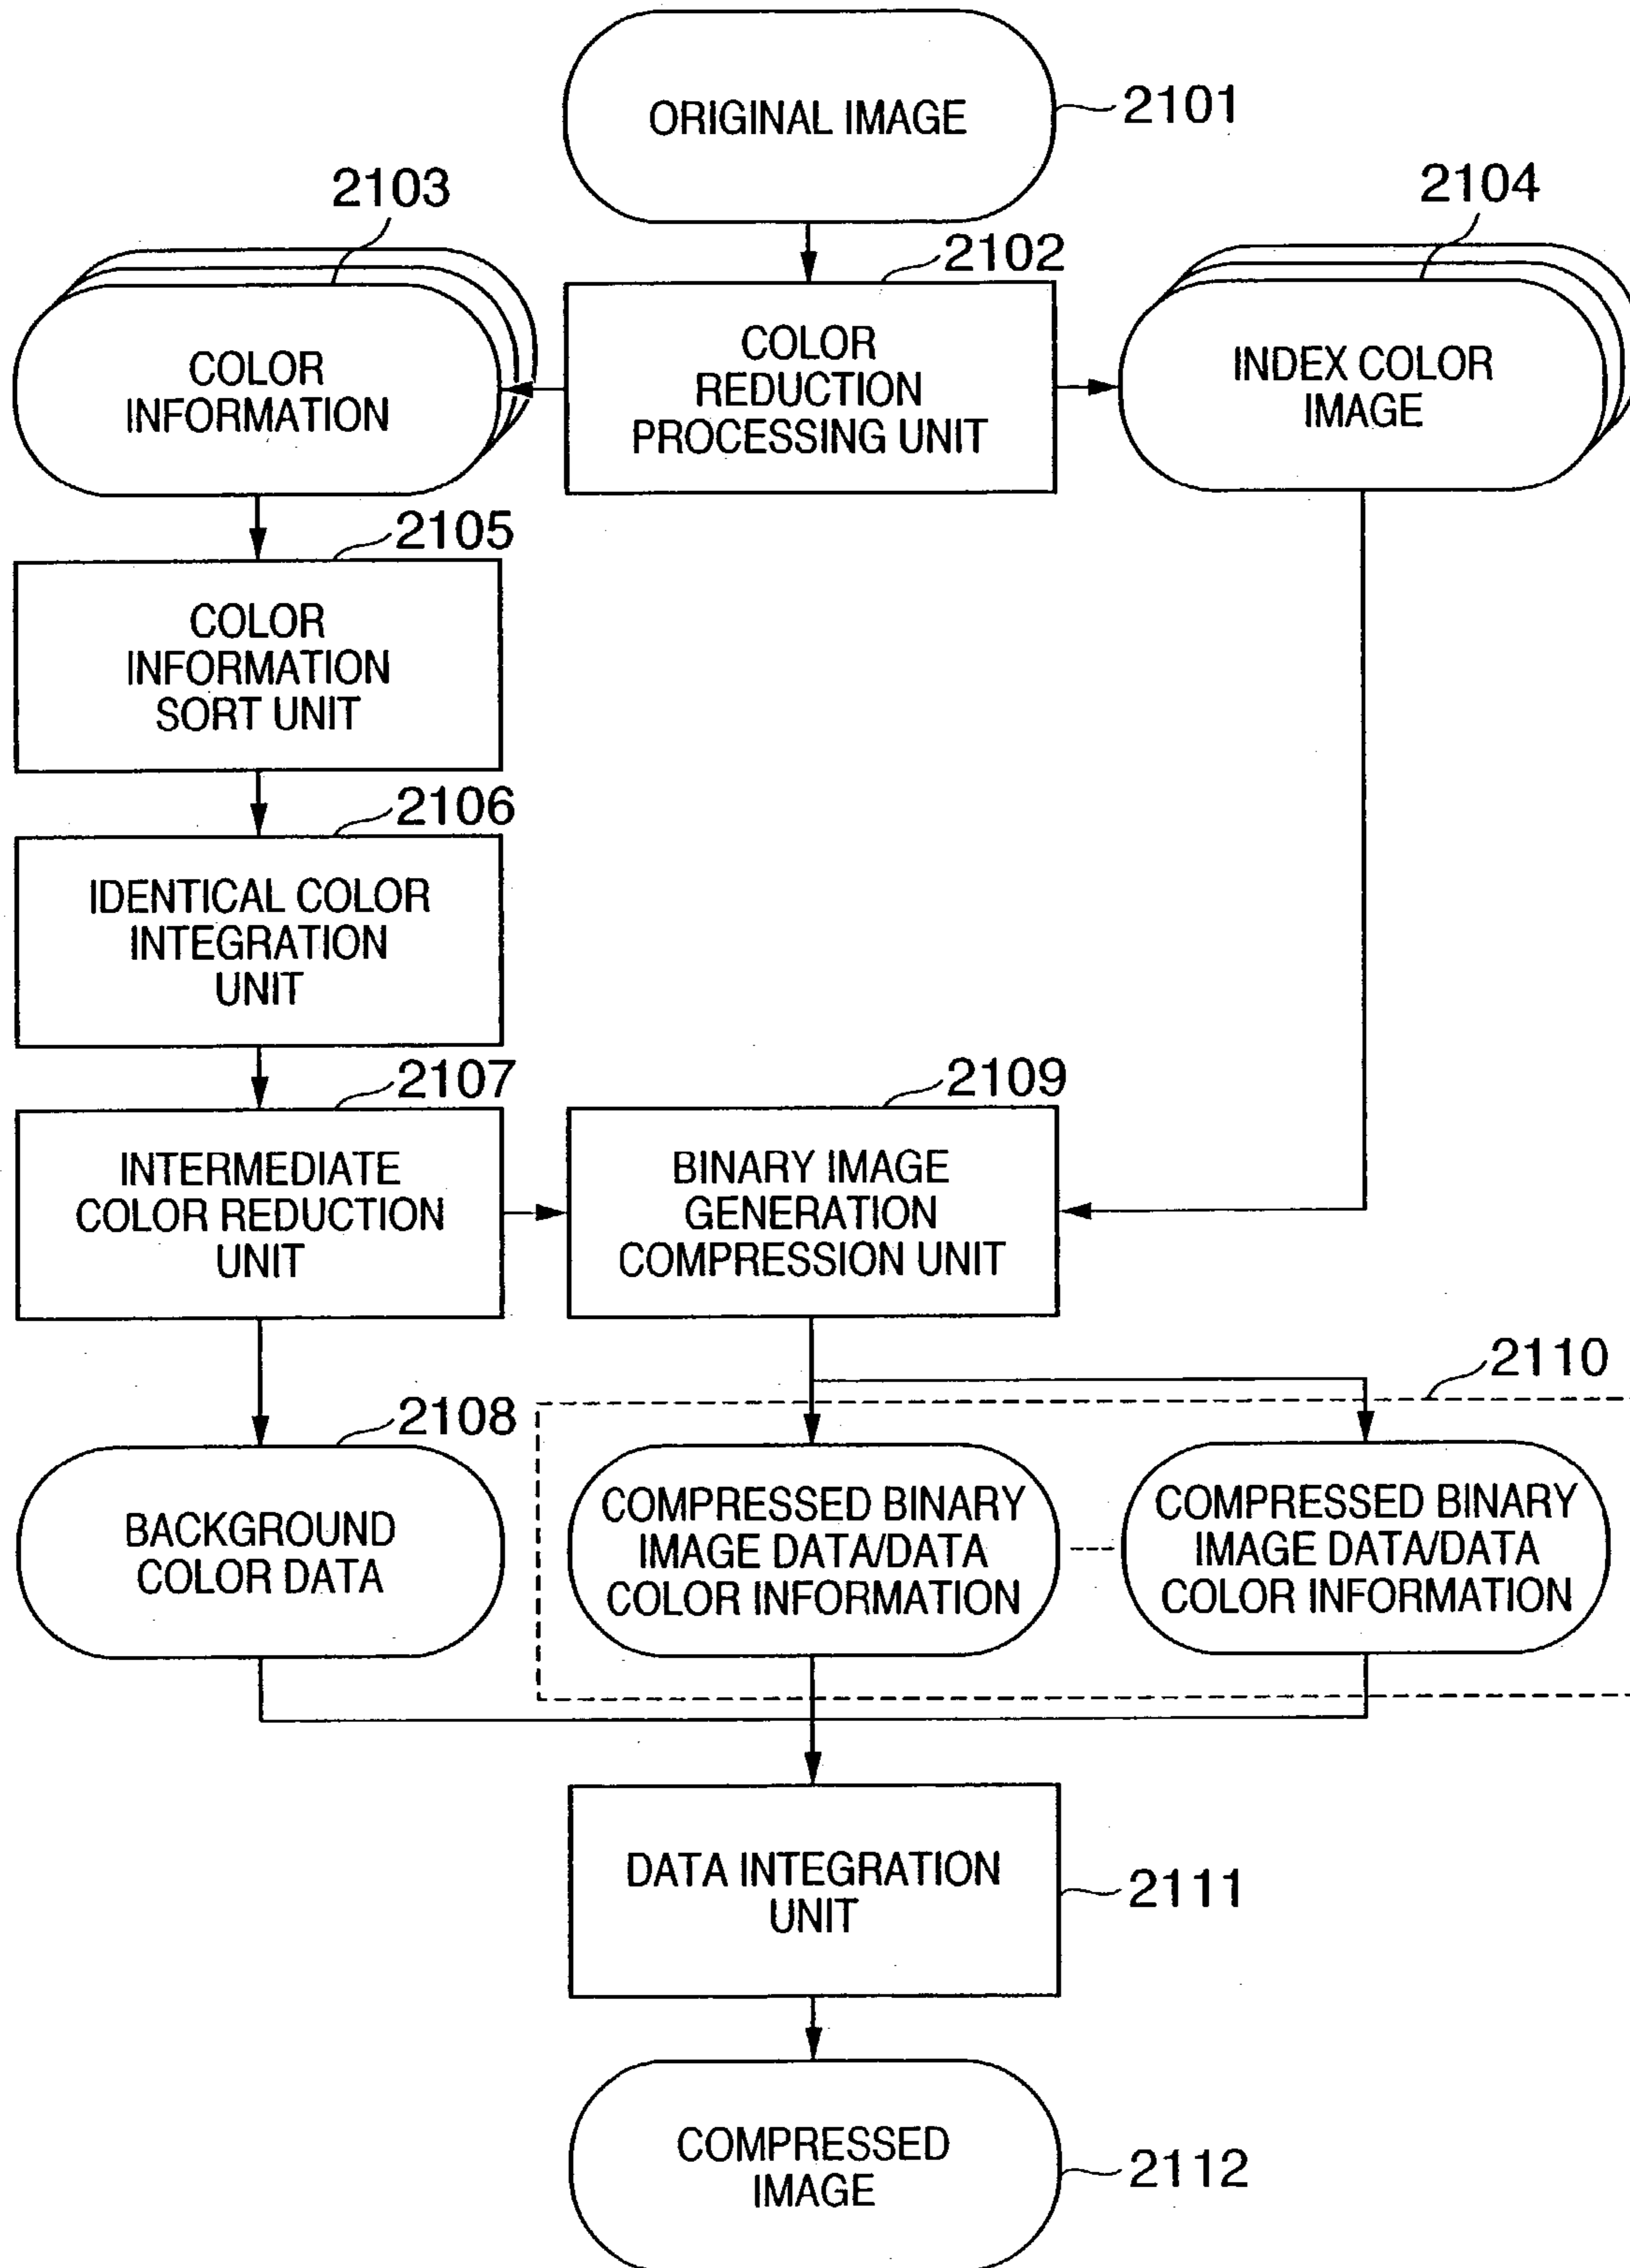 ORIGINAL IMAGE
2101
2103
2104
2102
COLOR
INFORMATION
COLOR
REDUCTION
PROCESSING UNIT
INDEX COLOR
IMAGE
2105
COLOR
INFORMATION
SORT UNIT
2106
IDENTICAL COLOR
INTEGRATION
UNIT
2107
2109
INTERMEDIATE
COLOR REDUCTION
UNIT
BINARY IMAGE
GENERATION
COMPRESSION UNIT
2110
2108
BACKGROUND
COLOR DATA
COMPRESSED BINARY
IMAGE DATA/DATA
COLOR INFORMATION
COMPRESSED BINARY
IMAGE DATA/DATA
COLOR INFORMATION
DATA INTEGRATION
UNIT
2111
COMPRESSED
IMAGE
2112